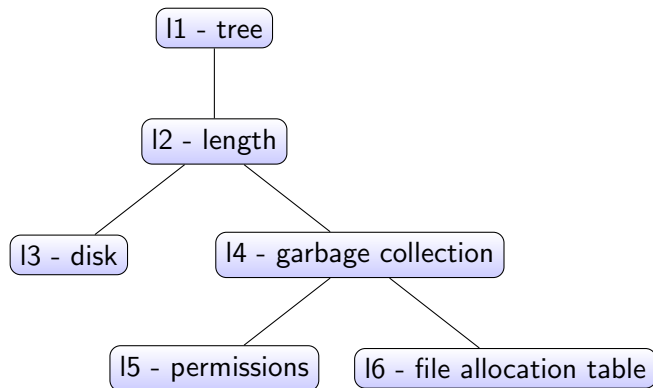 l1 - tree
l2 - length
l3 - disk
l4 - garbage collection
l5 - permissions
l6 - file allocation table